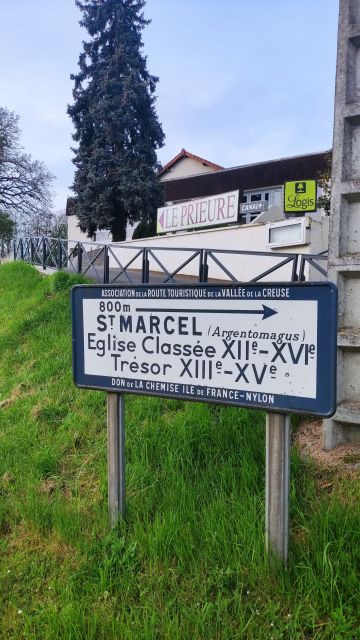 LE PRIEURÉ
CANAL+
Logis
ASSOCIATION DE LA ROUTE TOURISTIQUE DE LA VALLÉE DE LA CREUSE
800m
Sᵀ MARCEL (Argentomagus)
Eglise Classée XIIᵉ-XVIᵉ
Trésor XIIIᵉ-XVᵉ
DON DE LA CHEMISE ILE DE FRANCE-NYLON